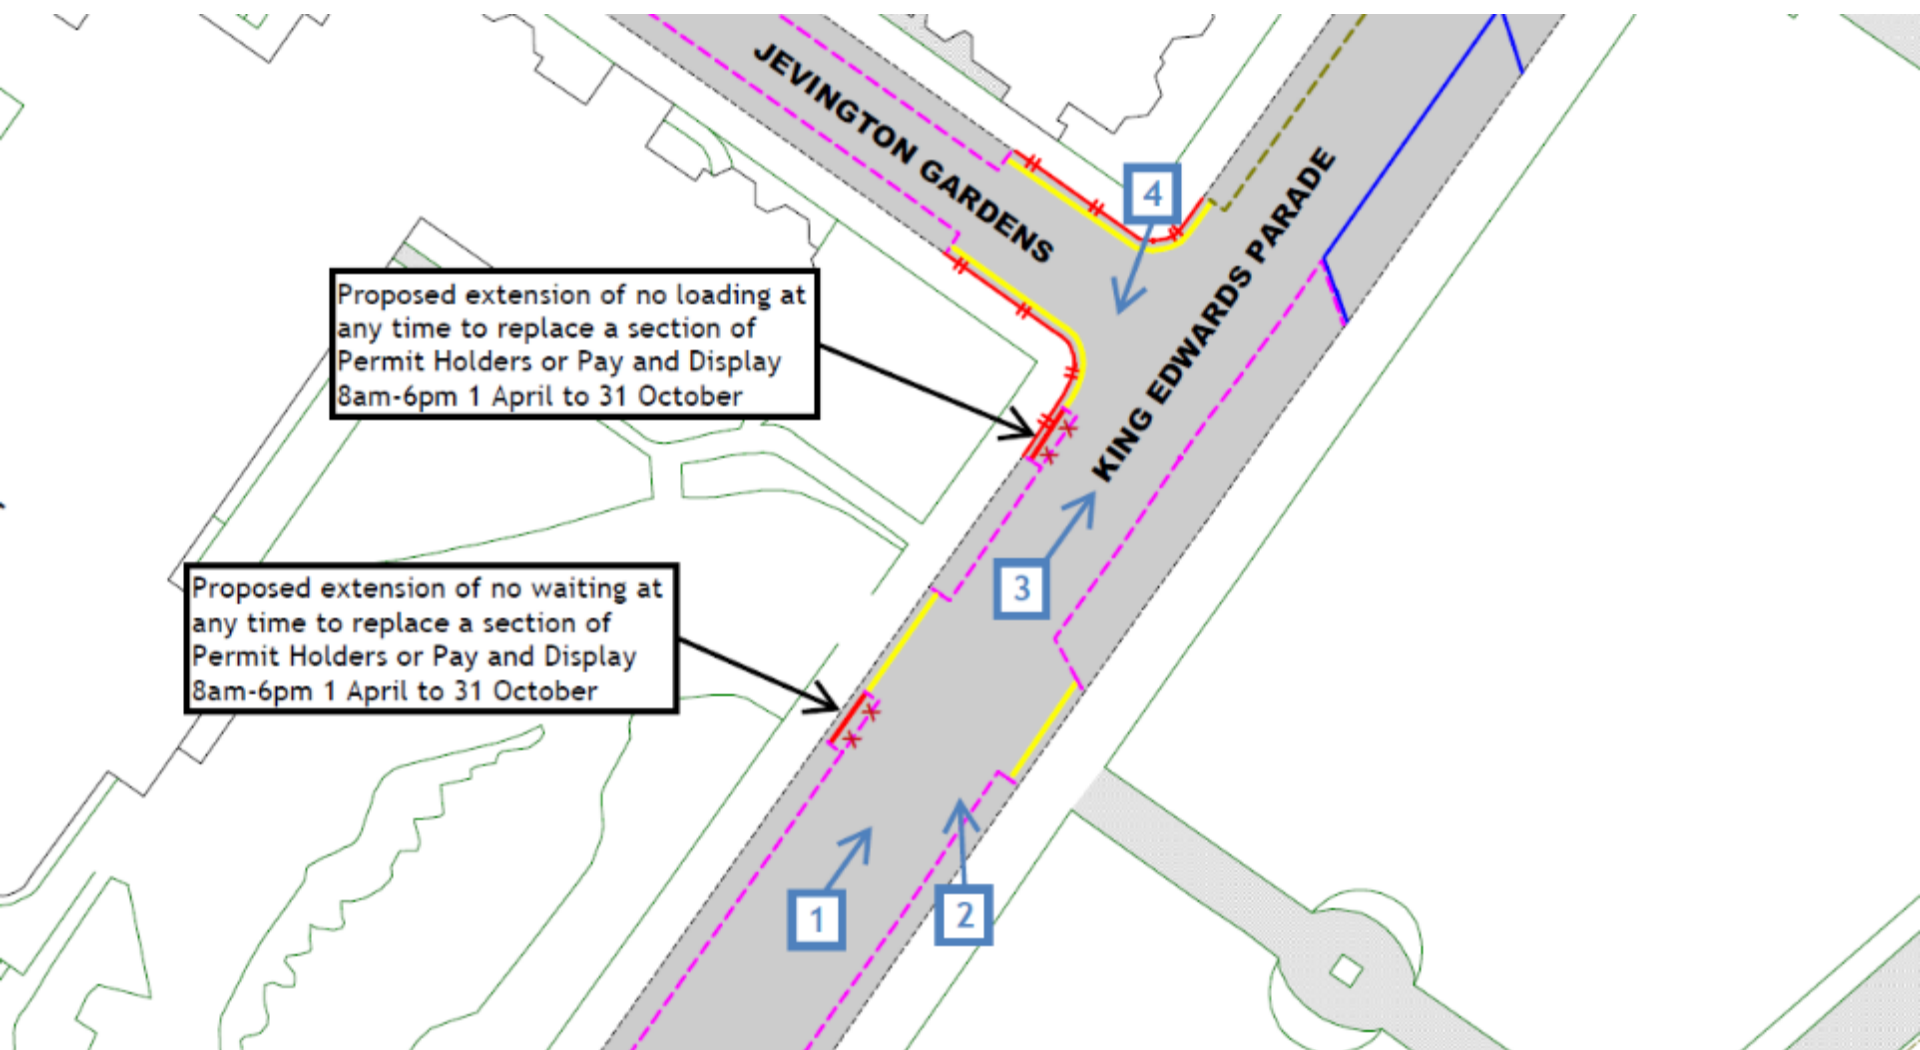 JEVINGTON GARDENS
4
KING EDWARDS PARADE
Proposed extension of no loading at
any time to replace a section of
Permit Holders or Pay and Display
8am-6pm 1 April to 31 October
Proposed extension of no waiting at
any time to replace a section of
Permit Holders or Pay and Display
8am-6pm 1 April to 31 October
3
1
2